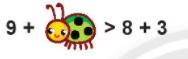 9 + > 8 + 3